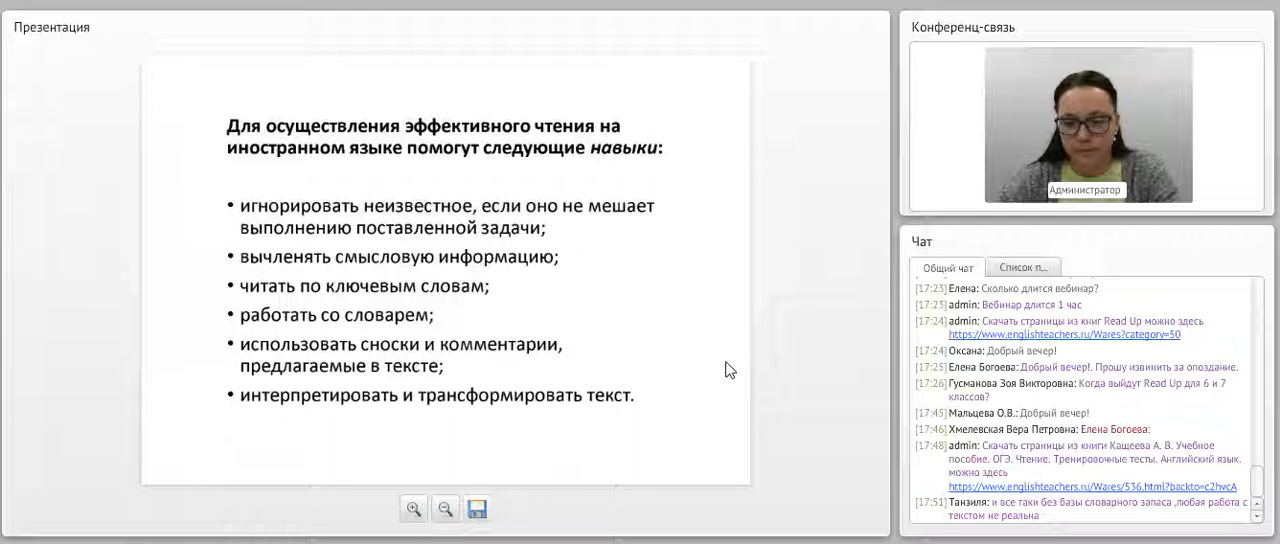 Презентация
Для осуществления эффективного чтения на
иностранном языке помогут следующие навыки:
• игнорировать неизвестное, если оно не мешает
выполнению поставленной задачи;
• вычленять смысловую информацию;
• читать по ключевым словам;
• работать со словарем;
• использовать сноски и комментарии,
предлагаемые в тексте;
• интерпретировать и трансформировать текст.
Конференц-связь
Администратор
Чат
Общий чат
Список п...
[17:23] Елена: Сколько длится вебинар?
[17:23] admin: Вебинар длится 1 час
[17:24] admin: Скачать страницы из книг Read Up можно здесь
https://www.englishteachers.ru/Wares?category=50
[17:24] Оксана: Добрый вечер!
[17:25] Елена Богоева: Добрый вечер!. Прошу извинить за опоздание.
[17:26] Гусманова Зоя Викторовна: Когда выйдут Read Up для 6 и 7
классов?
[17:45] Мальцева О.В.: Добрый вечер!
[17:46] Хмелевская Вера Петровна: Елена Богоева:
[17:48] admin: Скачать страницы из книги Кащеева А. В. Учебное
пособие. ОГЭ. Чтение. Тренировочные тесты. Английский язык.
можно здесь
https://www.englishteachers.ru/Wares/536.html?backto=c2hvcA
[17:51] Танзиля: и все таки без базы словарного запаса ,любая работа с
текстом не реальна